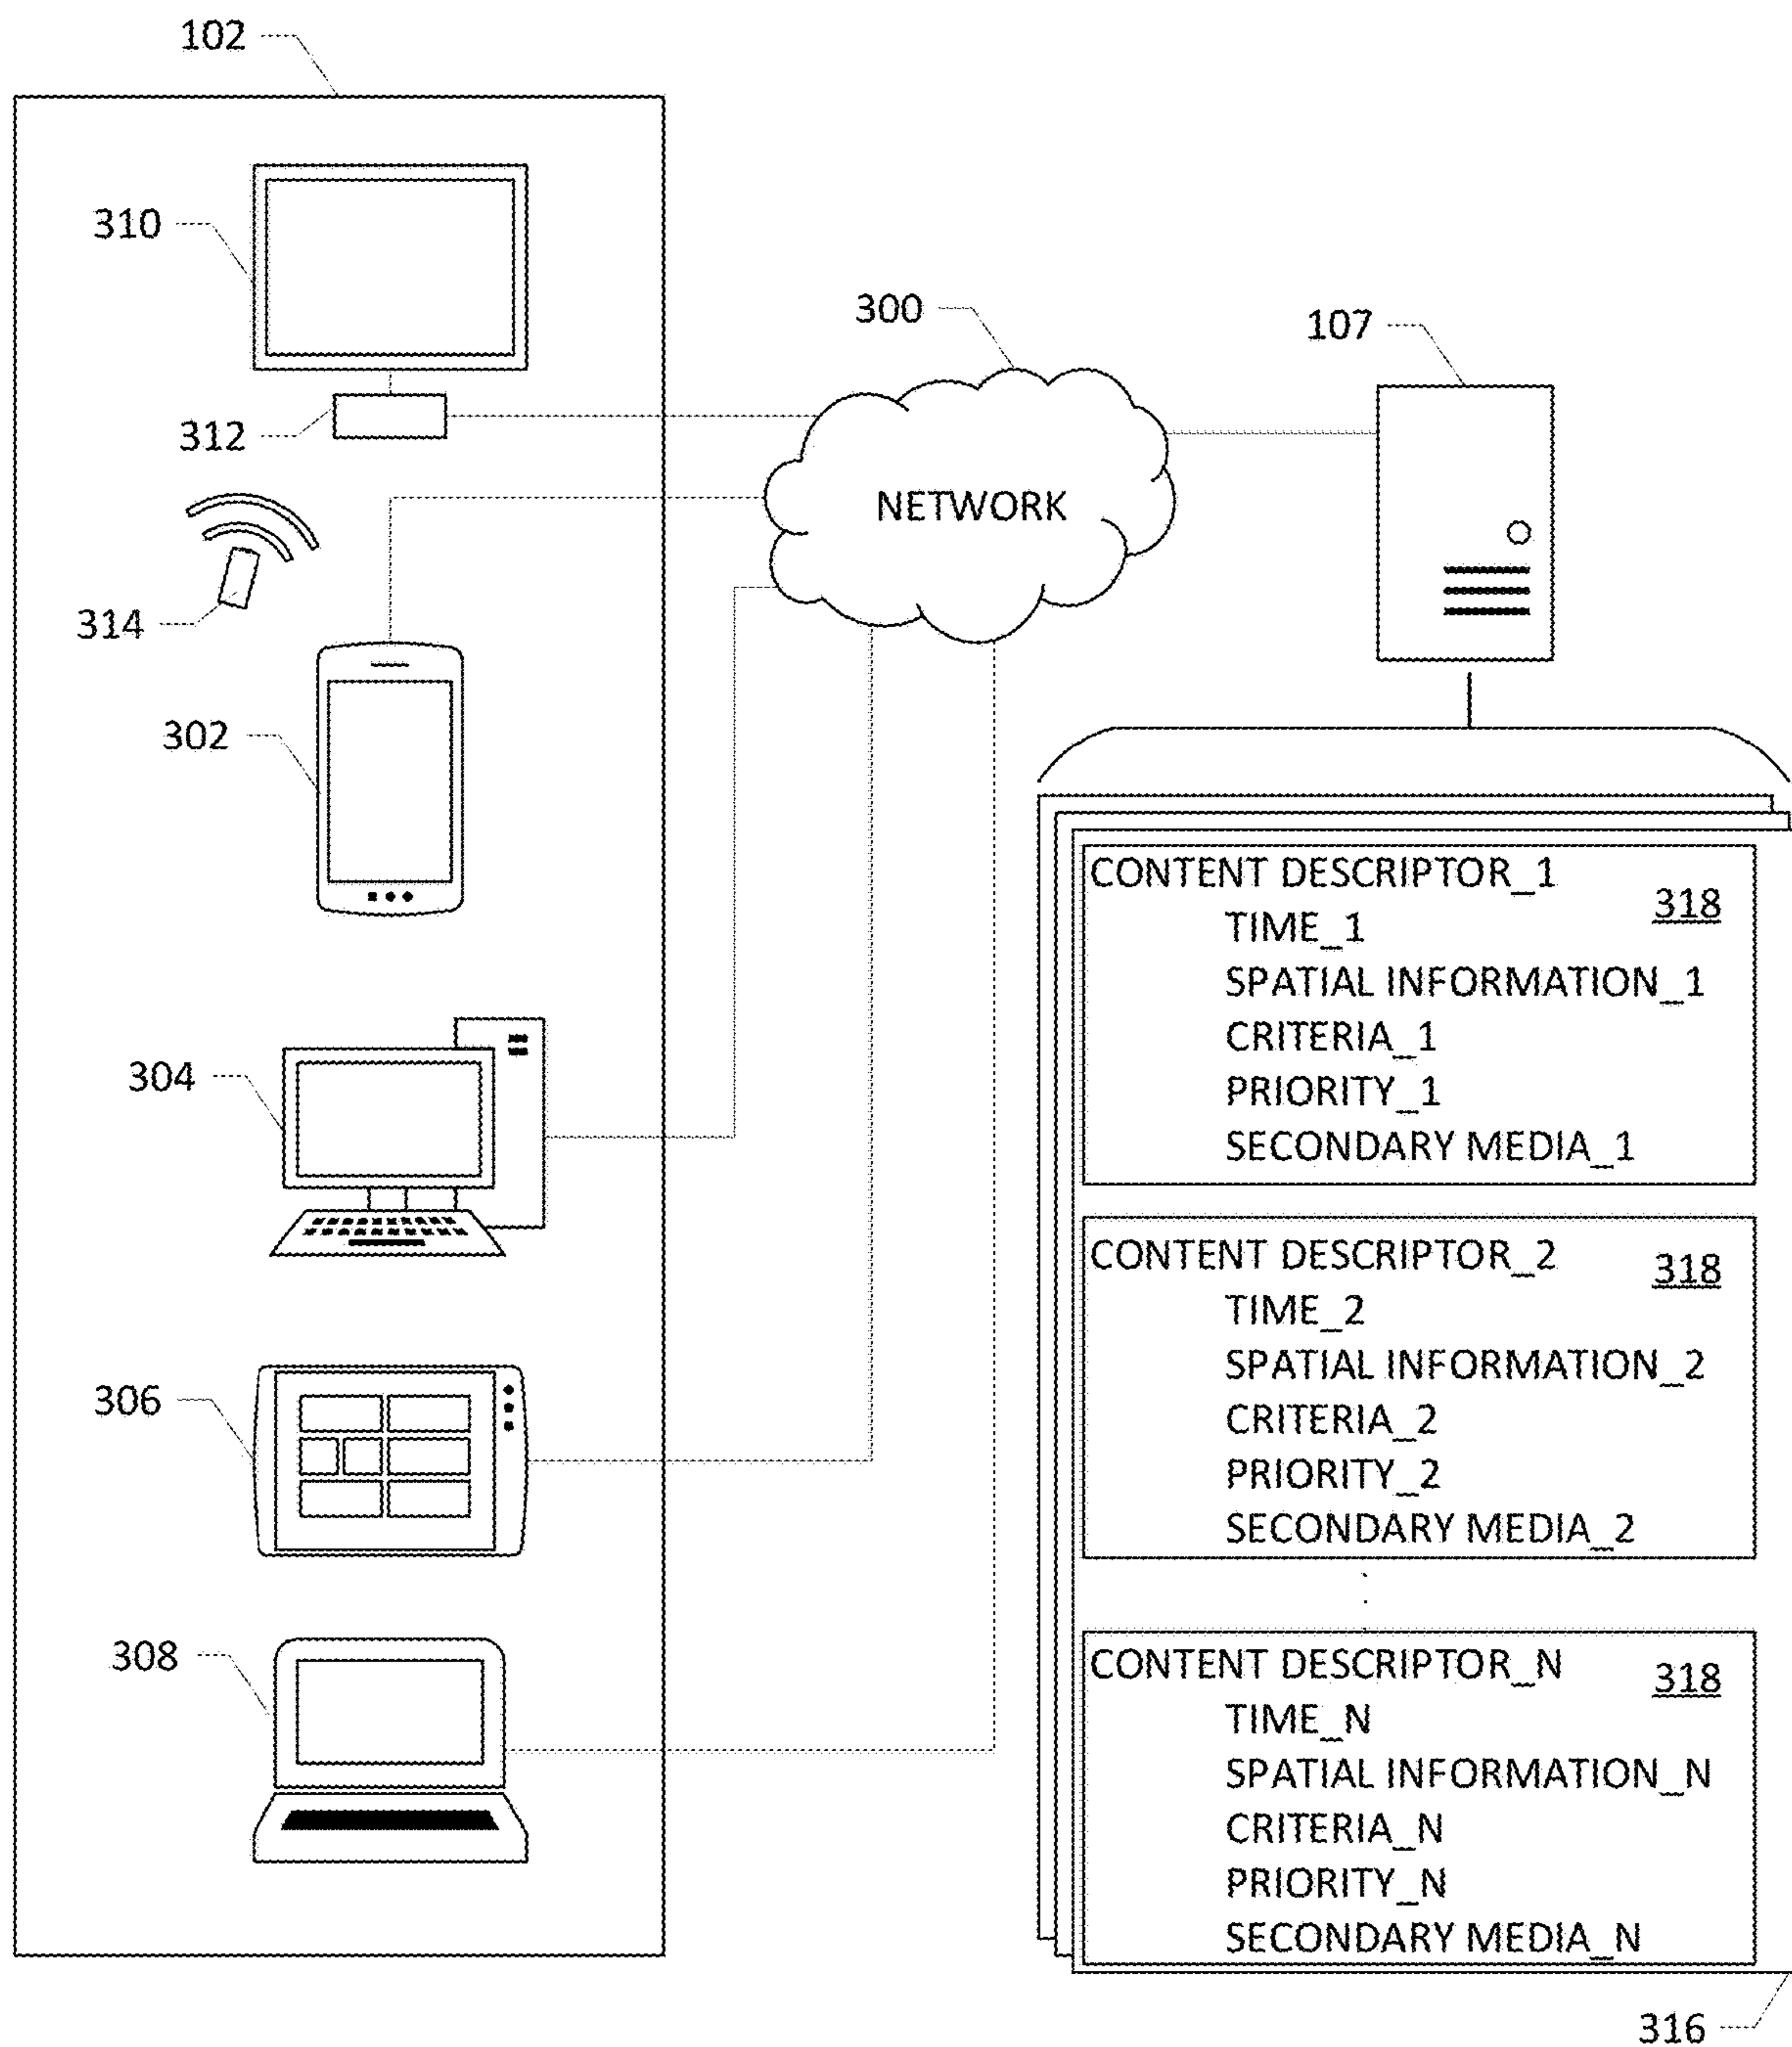 102
310
300
107
312
NETWORK
314
302
304
306
308
CONTENT DESCRIPTOR_1
318
TIME_1
SPATIAL INFORMATION_1
CRITERIA_1
PRIORITY_1
SECONDARY MEDIA_1
CONTENT DESCRIPTOR_2
318
TIME_2
SPATIAL INFORMATION_2
CRITERIA_2
PRIORITY_2
SECONDARY MEDIA_2
CONTENT DESCRIPTOR_N
318
TIME_N
SPATIAL INFORMATION_N
CRITERIA_N
PRIORITY_N
SECONDARY MEDIA_N
316